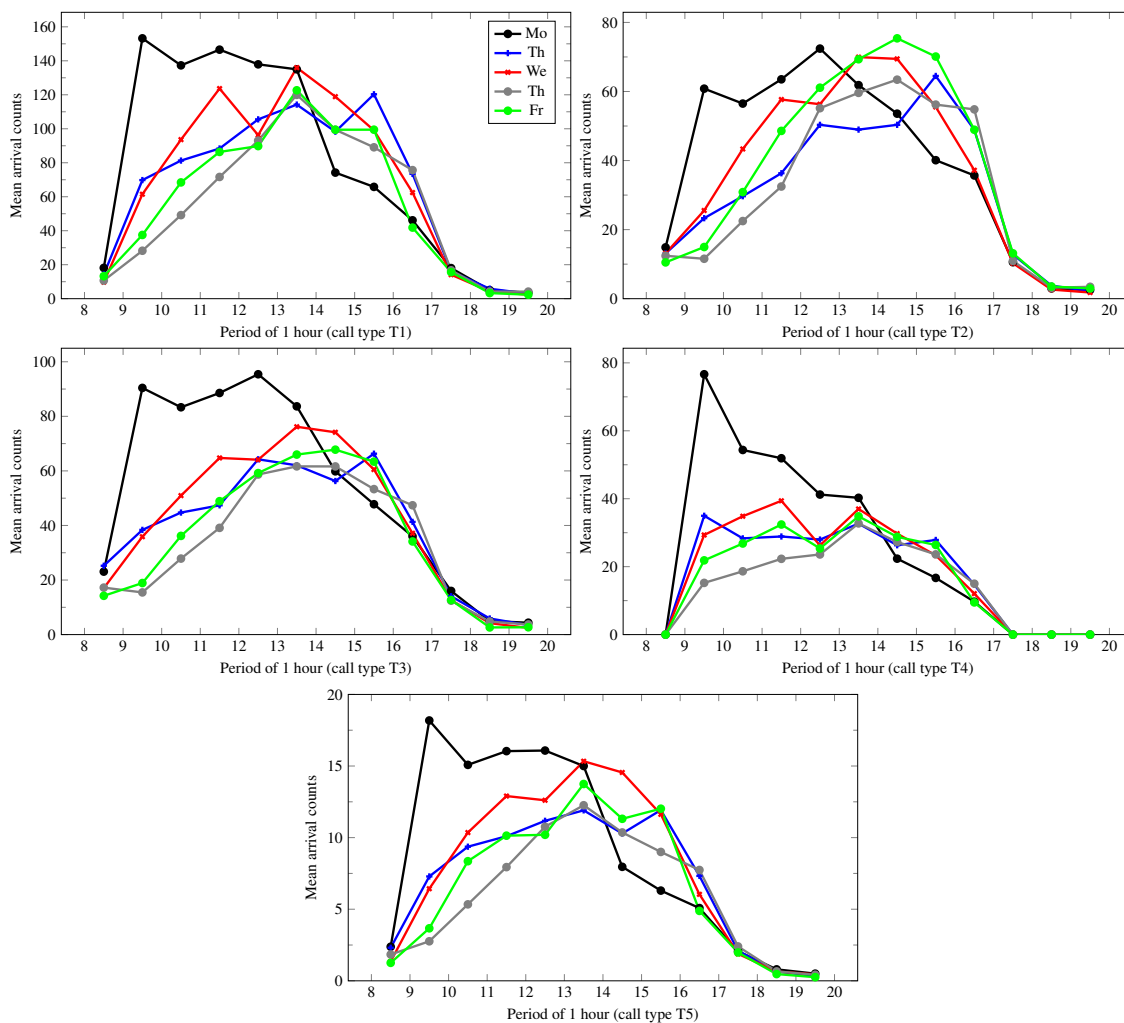 160
140
120
100
80
60
40
20
0
Mean arrival counts
8 9 10 11 12 13 14 15 16 17 18 19 20
Period of 1 hour (call type T1)
Mo
Th
We
Th
Fr
80
60
40
20
0
Mean arrival counts
8 9 10 11 12 13 14 15 16 17 18 19 20
Period of 1 hour (call type T2)
100
80
60
40
20
0
Mean arrival counts
8 9 10 11 12 13 14 15 16 17 18 19 20
Period of 1 hour (call type T3)
80
60
40
20
0
Mean arrival counts
8 9 10 11 12 13 14 15 16 17 18 19 20
Period of 1 hour (call type T4)
20
15
10
5
0
Mean arrival counts
8 9 10 11 12 13 14 15 16 17 18 19 20
Period of 1 hour (call type T5)